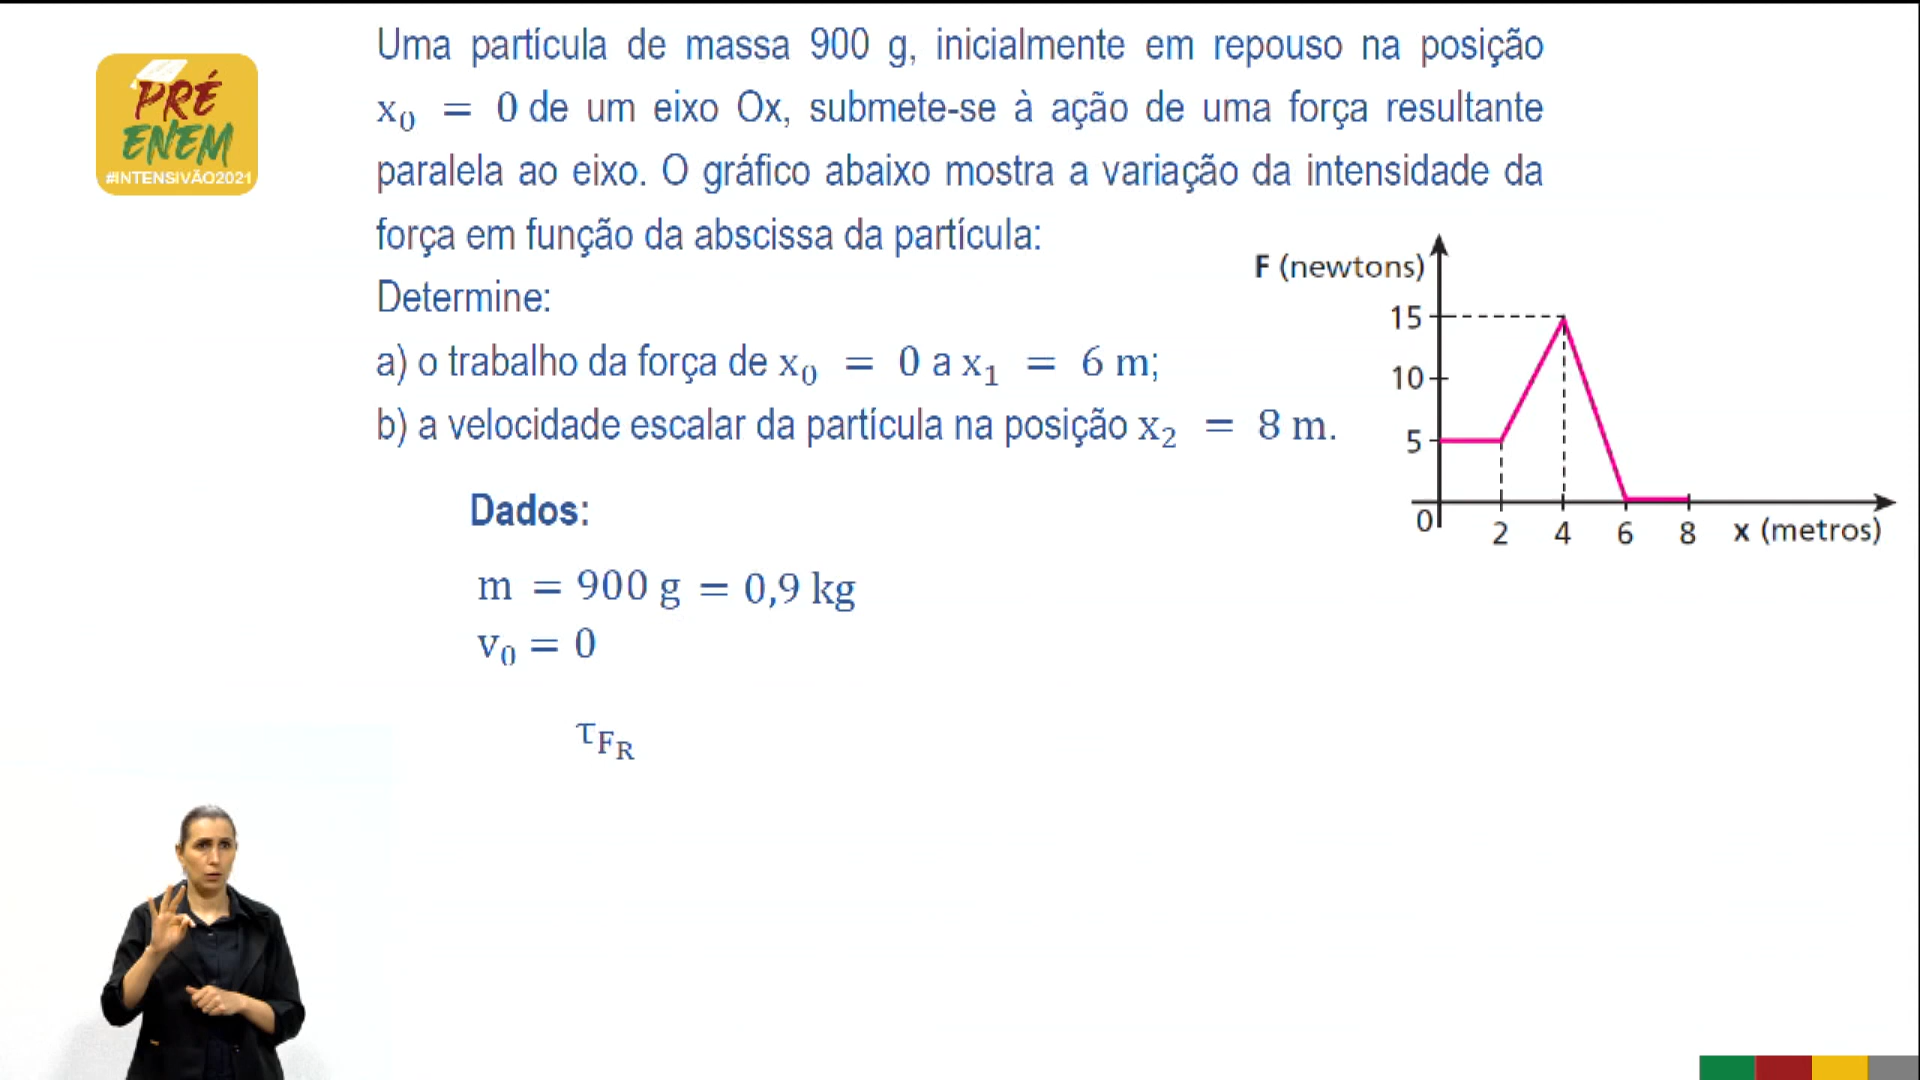 PRÉ
ENEM
#INTENSIVÃO2021
Uma partícula de massa 900 g, inicialmente em repouso na posição
x₀ = 0 de um eixo Ox, submete-se à ação de uma força resultante
paralela ao eixo. O gráfico abaixo mostra a variação da intensidade da
força em função da abscissa da partícula:
Determine:
a) o trabalho da força de x₀ = 0 a x₁ = 6 m;
b) a velocidade escalar da partícula na posição x₂ = 8 m.
F (newtons)
15
10
5
0
2 4 6 8 x (metros)
Dados:
m = 900 g = 0,9 kg
v₀ = 0
τ_F_R